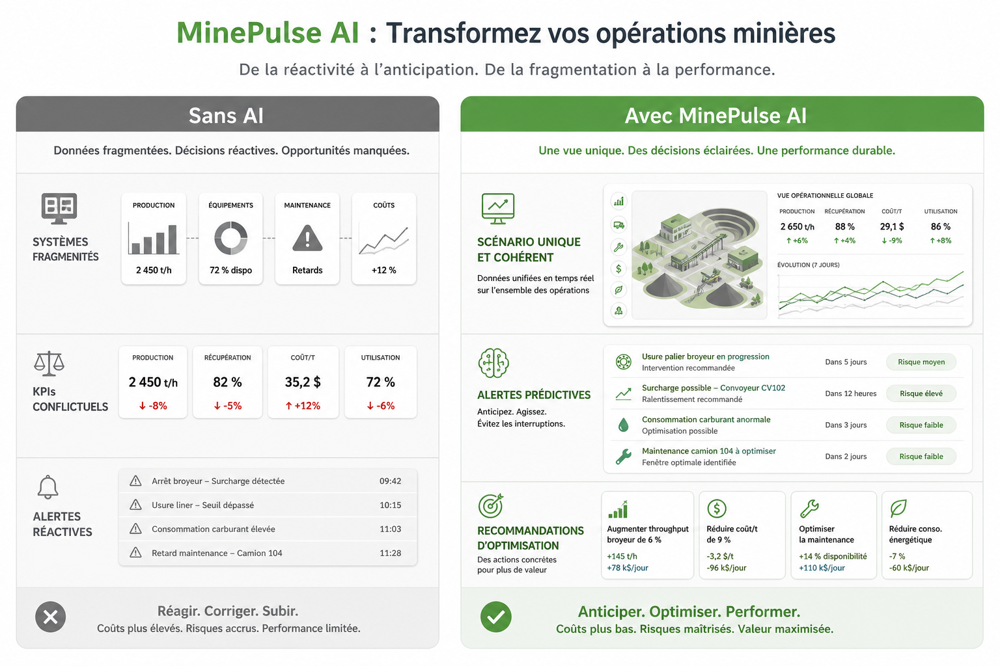 MinePulse AI : Transformez vos opérations minières
De la réactivité à l'anticipation. De la fragmentation à la performance.
Sans AI
Données fragmentées. Décisions réactives. Opportunités manquées.
SYSTÈMES
FRAGMENITÉS
PRODUCTION
2 450 t/h
ÉQUIPEMENTS
72 % dispo
MAINTENANCE
Retards
COÛTS
+12 %
KPIs
CONFLICTUELS
PRODUCTION
2 450 t/h
↓ -8%
RÉCUPÉRATION
82 %
↓ -5%
COÛT/T
35,2 $
↑ +12%
UTILISATION
72 %
↓ -6%
ALERTES
RÉACTIVES
Arrêt broyeur – Surcharge détectée 09:42
Usure liner – Seuil dépassé 10:15
Consommation carburant élevée 11:03
Retard maintenance – Camion 104 11:28
Réagir. Corriger. Subir.
Coûts plus élevés. Risques accrus. Performance limitée.
Avec MinePulse AI
Une vue unique. Des décisions éclairées. Une performance durable.
SCÉNARIO UNIQUE
ET COHÉRENT
Données unifiées en temps réel
sur l'ensemble des opérations
VUE OPÉRATIONNELLE GLOBALE
PRODUCTION RÉCUPÉRATION COÛT/T UTILISATION
2 650 t/h 88 % 29,1 $ 86 %
↑ +6% ↑ +4% ↓ -9% ↑ +8%
ÉVOLUTION (7 JOURS)
ALERTES PRÉDICTIVES
Anticipez. Agissez.
Évitez les interruptions.
Usure palier broyeur en progression
Intervention recommandée
Dans 5 jours
Risque moyen
Surcharge possible – Convoyeur CV102
Ralentissement recommandé
Dans 12 heures
Risque élevé
Consommation carburant anormale
Optimisation possible
Dans 3 jours
Risque faible
Maintenance camion 104 à optimiser
Fenêtre optimale identifiée
Dans 2 jours
Risque faible
RECOMMANDATIONS
D'OPTIMISATION
Des actions concrètes
pour plus de valeur
Augmenter throughput
broyeur de 6 %
+145 t/h
+78 k$/jour
$
Réduire coût/t
de 9 %
-3,2 $/t
-96 k$/jour
Optimiser
la maintenance
+14 % disponibilité
+110 k$/jour
Réduire conso.
énergétique
-7 %
-60 k$/jour
Anticiper. Optimiser. Performer.
Coûts plus bas. Risques maîtrisés. Valeur maximisée.